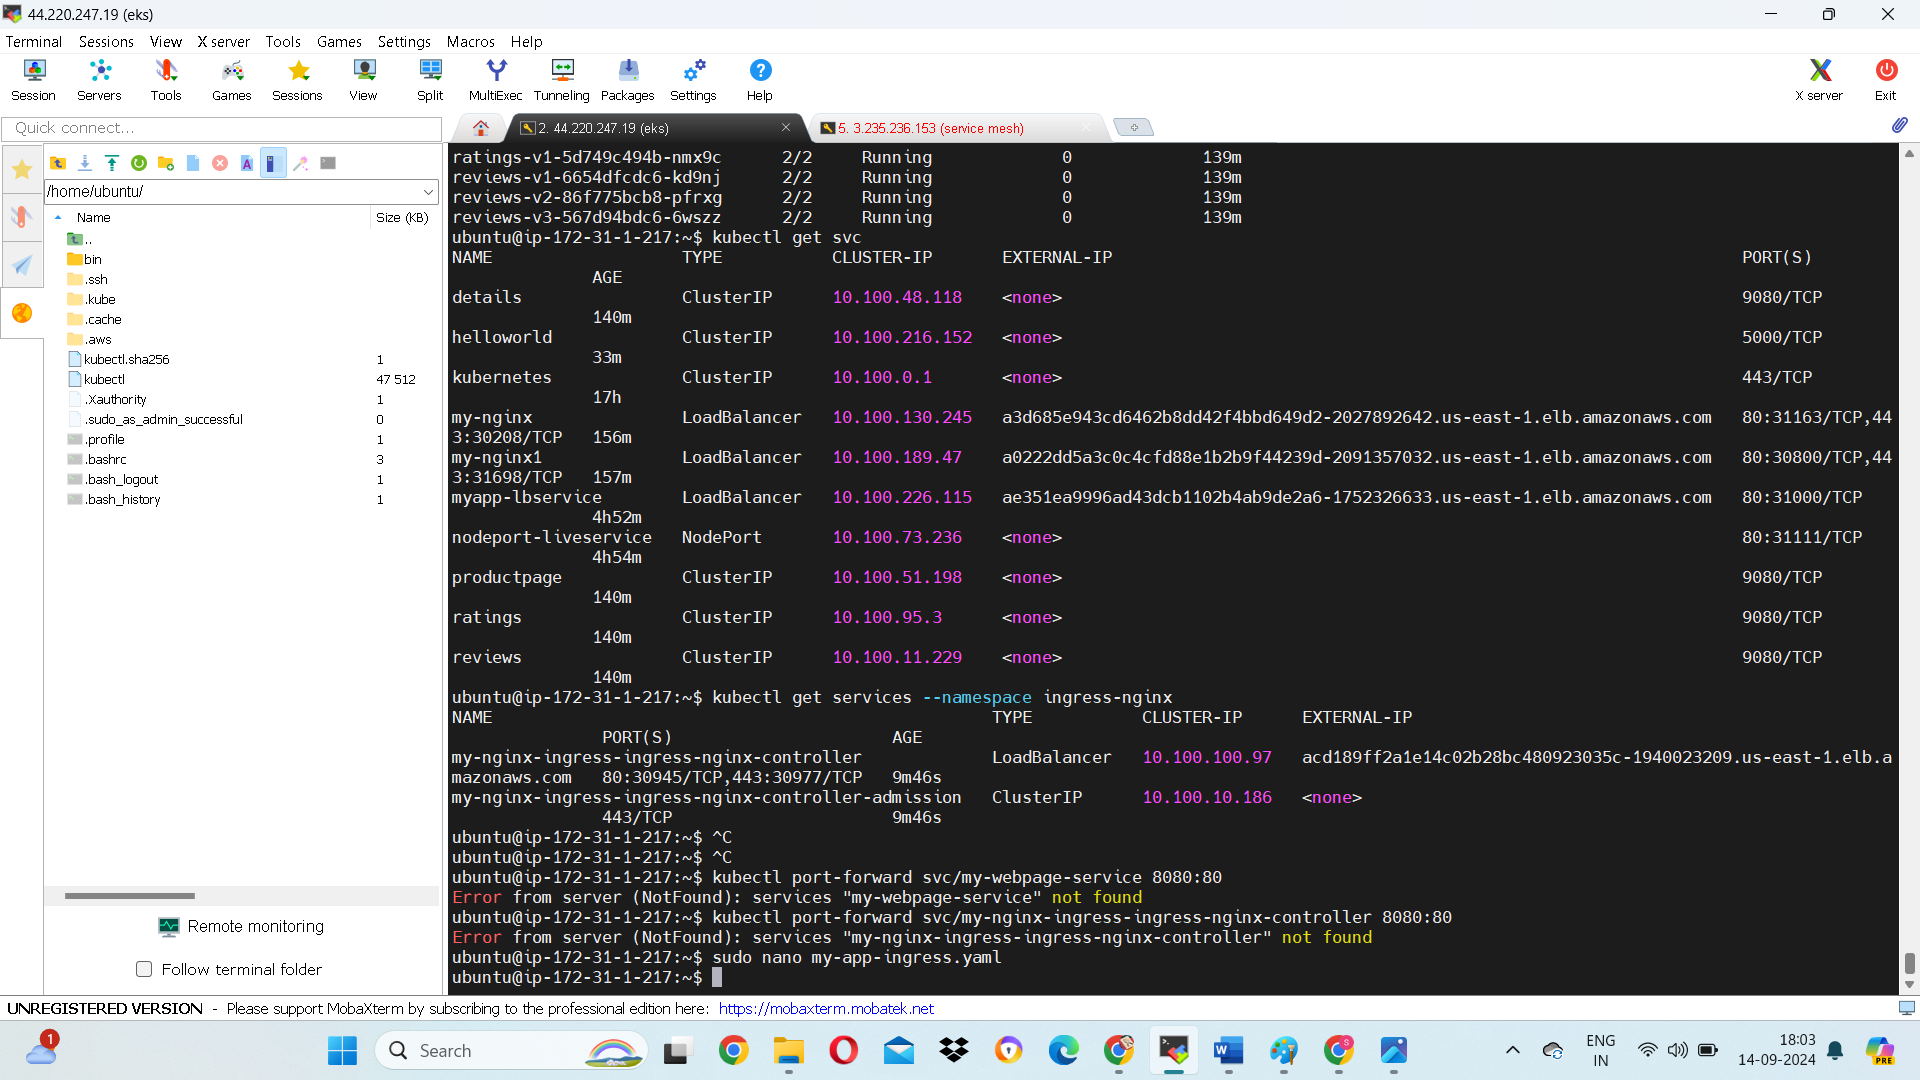 44.220.247.19 (eks)
Terminal Sessions View X server Tools Games Settings Macros Help
Session Servers Tools Games Sessions View Split MultiExec Tunneling Packages Settings Help X server Exit
Quick connect...
2. 44.220.247.19 (eks)
5. 3.235.236.153 (service mesh)
/home/ubuntu/
Name Size (KB)
..
bin
.ssh
.kube
.cache
.aws
kubectl.sha256 1
kubectl 47 512
.Xauthority 1
.sudo_as_admin_successful 0
.profile 1
.bashrc 3
.bash_logout 1
.bash_history 1
Remote monitoring
Follow terminal folder
ratings-v1-5d749c494b-nmx9c 2/2 Running 0 139m
reviews-v1-6654dfcdc6-kd9nj 2/2 Running 0 139m
reviews-v2-86f775bcb8-pfrxg 2/2 Running 0 139m
reviews-v3-567d94bdc6-6wszz 2/2 Running 0 139m
ubuntu@ip-172-31-1-217:~$ kubectl get svc
NAME TYPE CLUSTER-IP EXTERNAL-IP PORT(S)
AGE
details ClusterIP 10.100.48.118 <none> 9080/TCP
140m
helloworld ClusterIP 10.100.216.152 <none> 5000/TCP
33m
kubernetes ClusterIP 10.100.0.1 <none> 443/TCP
17h
my-nginx LoadBalancer 10.100.130.245 a3d685e943cd6462b8dd42f4bbd649d2-2027892642.us-east-1.elb.amazonaws.com 80:31163/TCP,44
3:30208/TCP 156m
my-nginx1 LoadBalancer 10.100.189.47 a0222dd5a3c0c4cfd88e1b2b9f44239d-2091357032.us-east-1.elb.amazonaws.com 80:30800/TCP,44
3:31698/TCP 157m
myapp-lbservice LoadBalancer 10.100.226.115 ae351ea9996ad43dcb1102b4ab9de2a6-1752326633.us-east-1.elb.amazonaws.com 80:31000/TCP
4h52m
nodeport-liveservice NodePort 10.100.73.236 <none> 80:31111/TCP
4h54m
productpage ClusterIP 10.100.51.198 <none> 9080/TCP
140m
ratings ClusterIP 10.100.95.3 <none> 9080/TCP
140m
reviews ClusterIP 10.100.11.229 <none> 9080/TCP
140m
ubuntu@ip-172-31-1-217:~$ kubectl get services --namespace ingress-nginx
NAME TYPE CLUSTER-IP EXTERNAL-IP
PORT(S) AGE
my-nginx-ingress-ingress-nginx-controller LoadBalancer 10.100.100.97 acd189ff2a1e14c02b28bc480923035c-1940023209.us-east-1.elb.a
mazonaws.com 80:30945/TCP,443:30977/TCP 9m46s
my-nginx-ingress-ingress-nginx-controller-admission ClusterIP 10.100.10.186 <none>
443/TCP 9m46s
ubuntu@ip-172-31-1-217:~$ ^C
ubuntu@ip-172-31-1-217:~$ ^C
ubuntu@ip-172-31-1-217:~$ kubectl port-forward svc/my-webpage-service 8080:80
Error from server (NotFound): services "my-webpage-service" not found
ubuntu@ip-172-31-1-217:~$ kubectl port-forward svc/my-nginx-ingress-ingress-nginx-controller 8080:80
Error from server (NotFound): services "my-nginx-ingress-ingress-nginx-controller" not found
ubuntu@ip-172-31-1-217:~$ sudo nano my-app-ingress.yaml
ubuntu@ip-172-31-1-217:~$
UNREGISTERED VERSION - Please support MobaXterm by subscribing to the professional edition here: https://mobaxterm.mobatek.net
1
Search
ENG
IN
18:03
14-09-2024
PRE